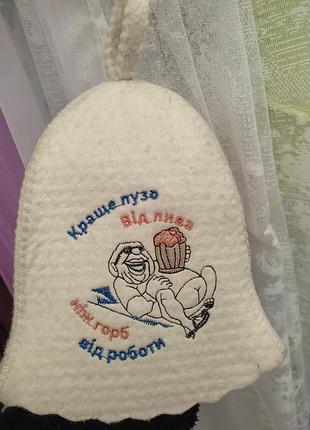 Краще пузо
від пива
ніж горб
від роботи